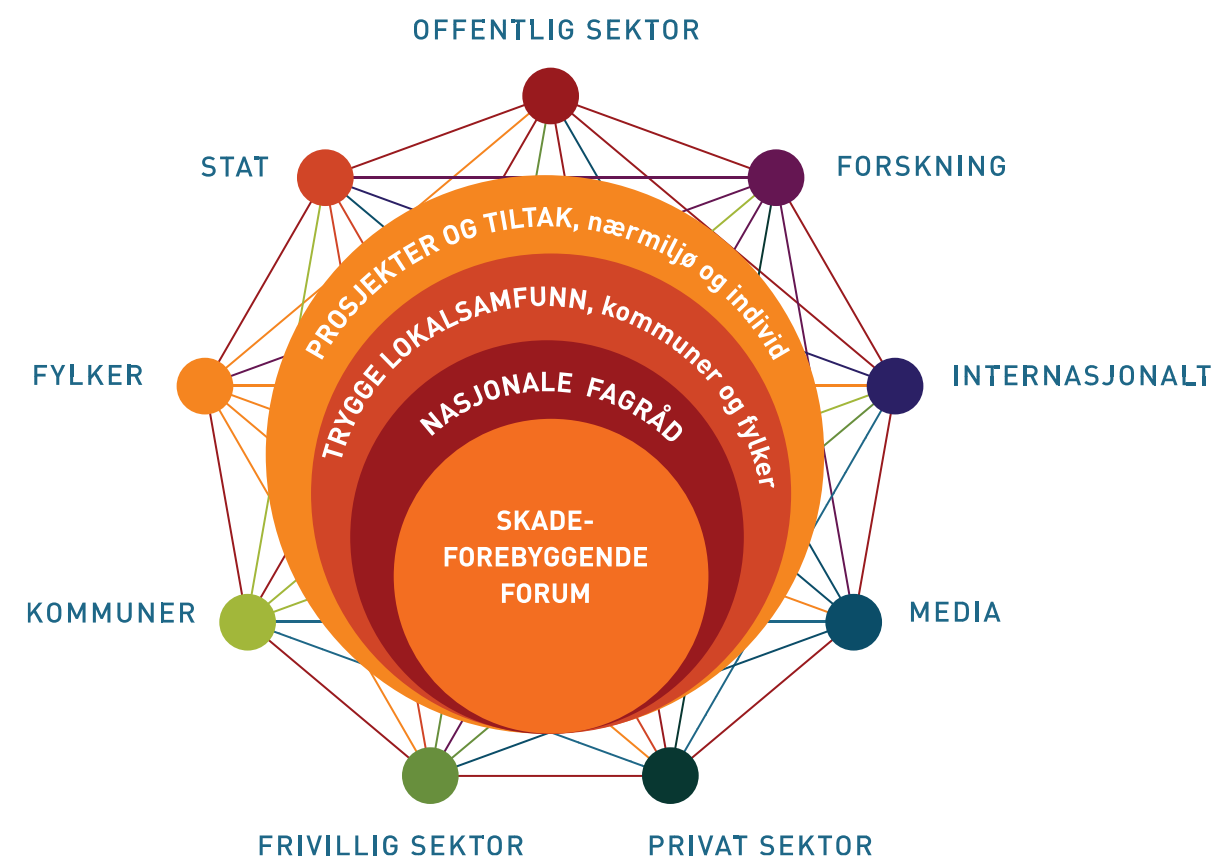 OFFENTLIG SEKTOR
STAT
FORSKNING
PROSJEKTER OG TILTAK, nærmiljø og individ
TRYGGE LOKALSAMFUNN, kommuner og fylker
FYLKER
INTERNASJONALT
NASJONALE FAGRÅD
SKADE-
FOREBYGGENDE
FORUM
KOMMUNER
MEDIA
FRIVILLIG SEKTOR
PRIVAT SEKTOR